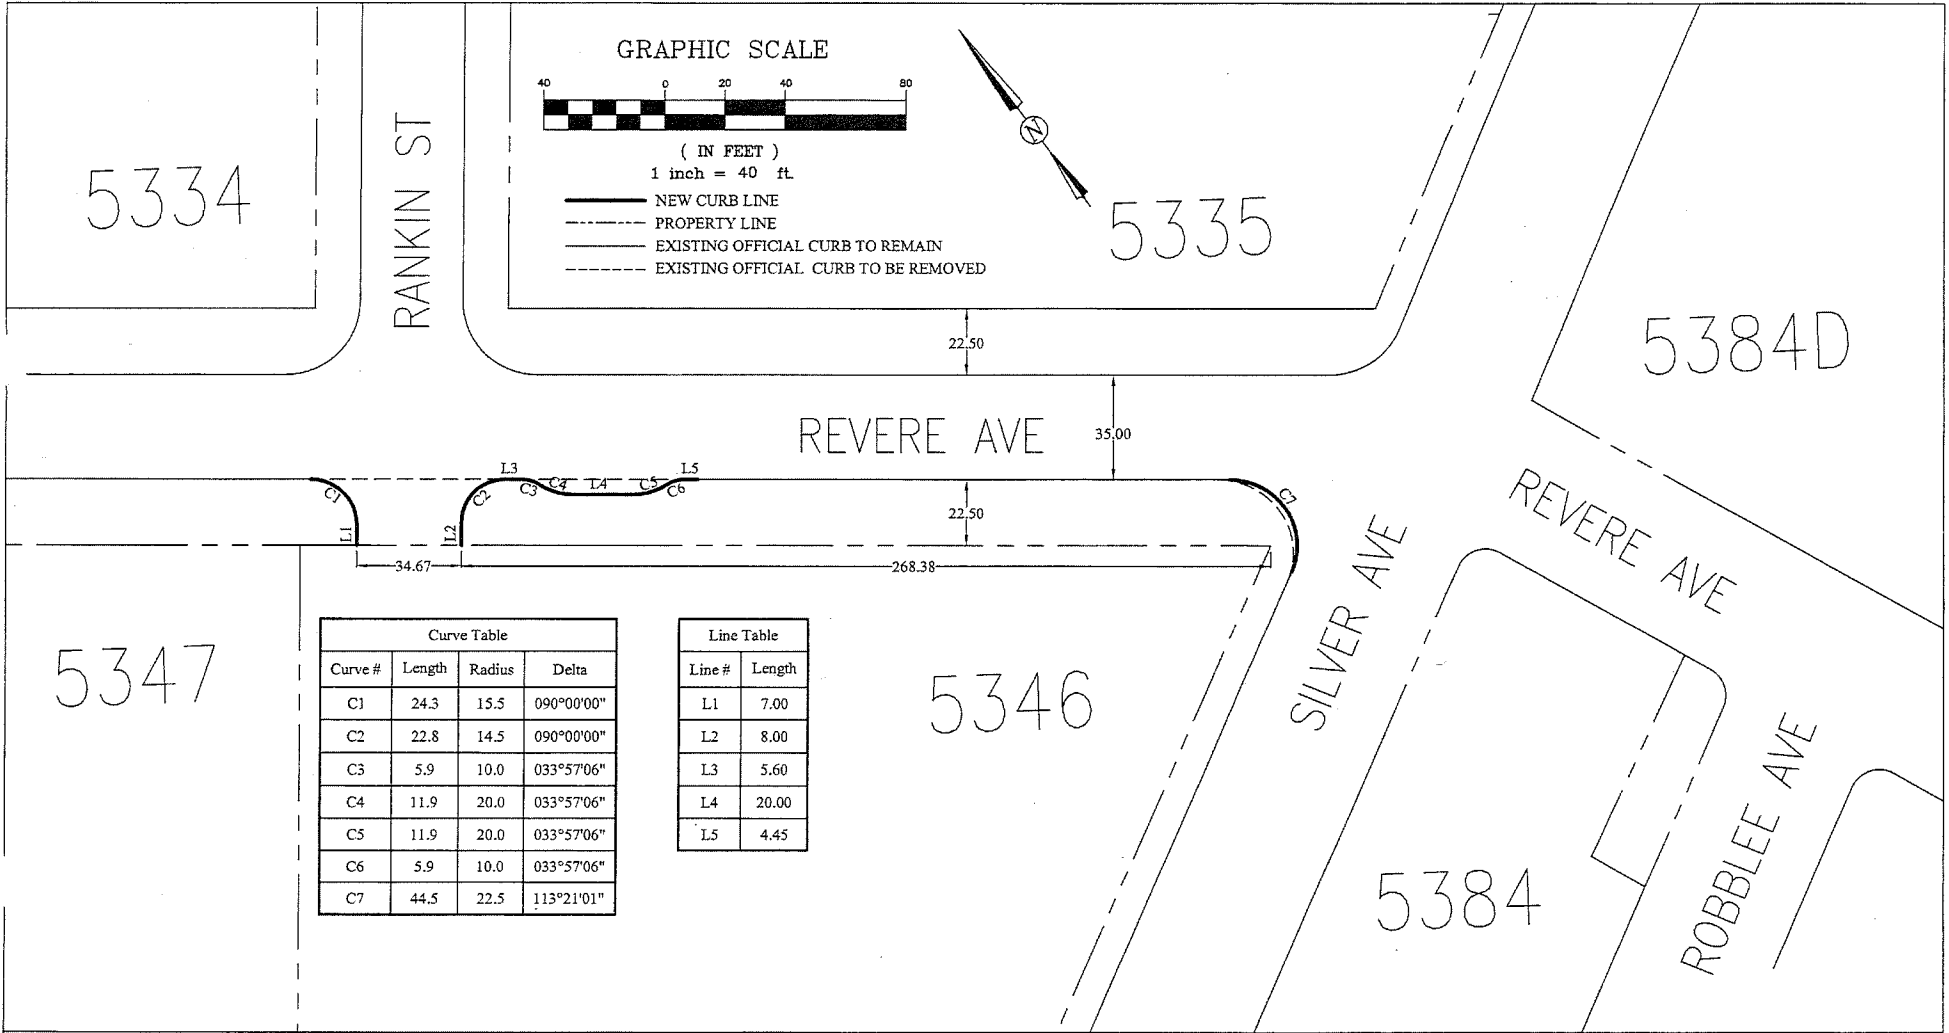 GRAPHIC SCALE
40 0 20 40 80
( IN FEET )
1 inch = 40 ft.
NEW CURB LINE
PROPERTY LINE
EXISTING OFFICIAL CURB TO REMAIN
EXISTING OFFICIAL CURB TO BE REMOVED
N
5334
RANKIN ST
5335
5384D
22.50
REVERE AVE
35.00
L3
L5
C1
C2
C3
C4
L4
C5
C6
C7
L1
L2
22.50
34.67
268.38
REVERE AVE
SILVER AVE
5347
5346
5384
ROBBLEE AVE
Curve Table
Curve # Length Radius Delta
C1 24.3 15.5 090°00'00"
C2 22.8 14.5 090°00'00"
C3 5.9 10.0 033°57'06"
C4 11.9 20.0 033°57'06"
C5 11.9 20.0 033°57'06"
C6 5.9 10.0 033°57'06"
C7 44.5 22.5 113°21'01"
Line Table
Line # Length
L1 7.00
L2 8.00
L3 5.60
L4 20.00
L5 4.45